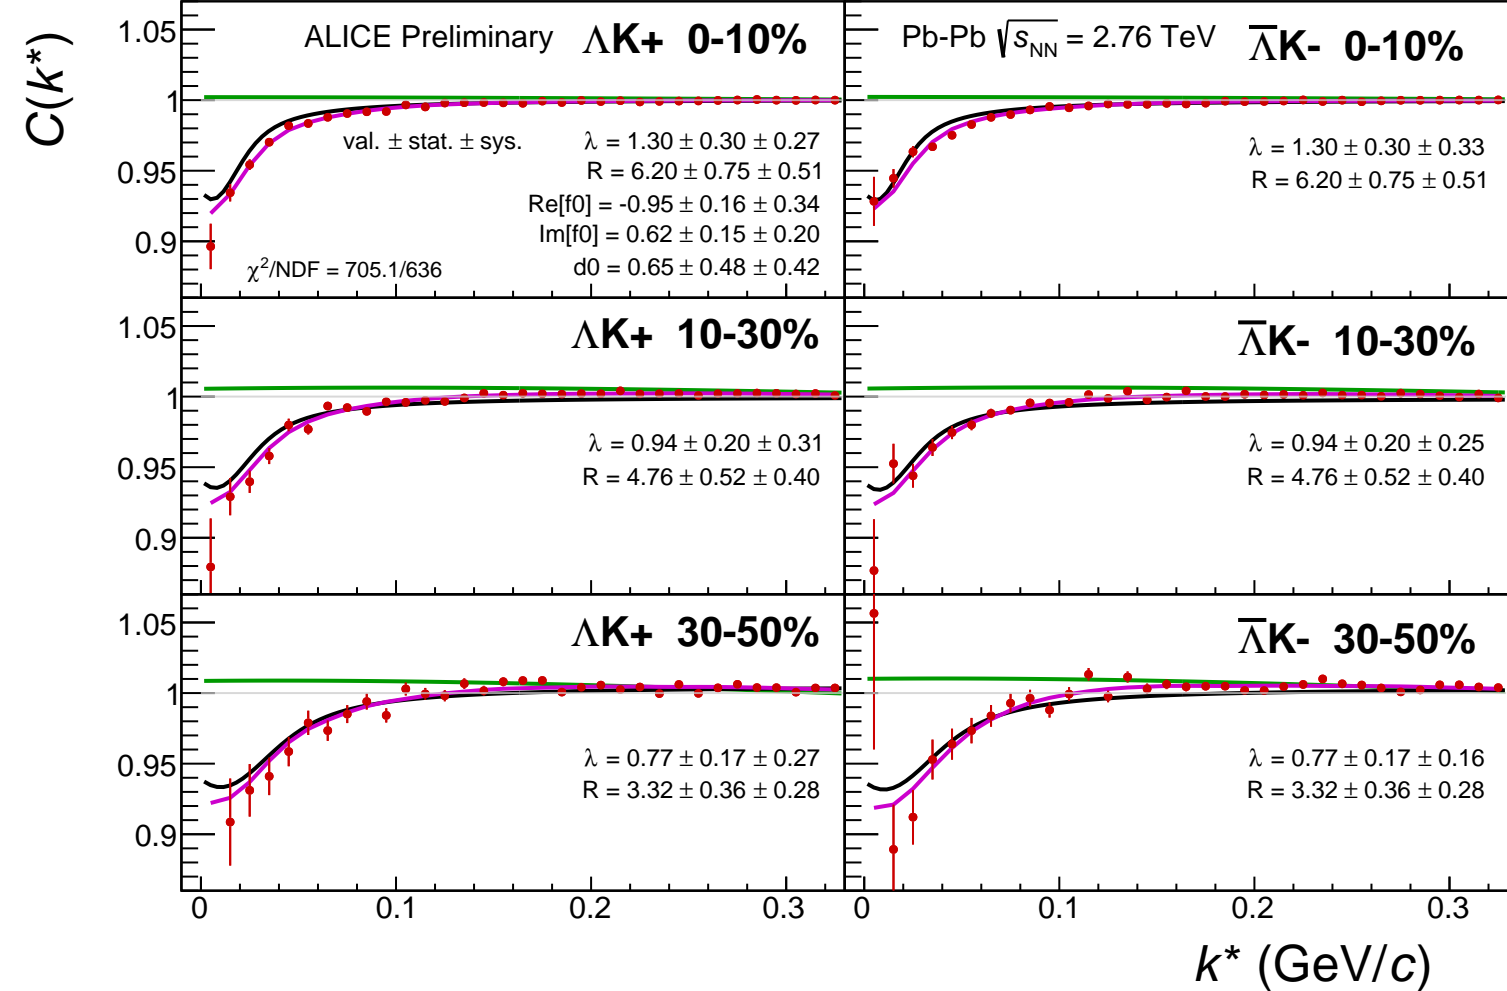 C(k*)
ALICE Preliminary ΛK+ 0-10%
1.05
1
0.95
0.9
val. ± stat. ± sys.
λ = 1.30 ± 0.30 ± 0.27
R = 6.20 ± 0.75 ± 0.51
Re[f0] = -0.95 ± 0.16 ± 0.34
Im[f0] = 0.62 ± 0.15 ± 0.20
d0 = 0.65 ± 0.48 ± 0.42
χ²/NDF = 705.1/636
Pb-Pb √s_NN = 2.76 TeV Λ̅K- 0-10%
λ = 1.30 ± 0.30 ± 0.33
R = 6.20 ± 0.75 ± 0.51
ΛK+ 10-30%
1.05
1
0.95
0.9
λ = 0.94 ± 0.20 ± 0.31
R = 4.76 ± 0.52 ± 0.40
Λ̅K- 10-30%
λ = 0.94 ± 0.20 ± 0.25
R = 4.76 ± 0.52 ± 0.40
ΛK+ 30-50%
1.05
1
0.95
0.9
λ = 0.77 ± 0.17 ± 0.27
R = 3.32 ± 0.36 ± 0.28
Λ̅K- 30-50%
λ = 0.77 ± 0.17 ± 0.16
R = 3.32 ± 0.36 ± 0.28
0 0.1 0.2 0.3
0 0.1 0.2 0.3
k* (GeV/c)